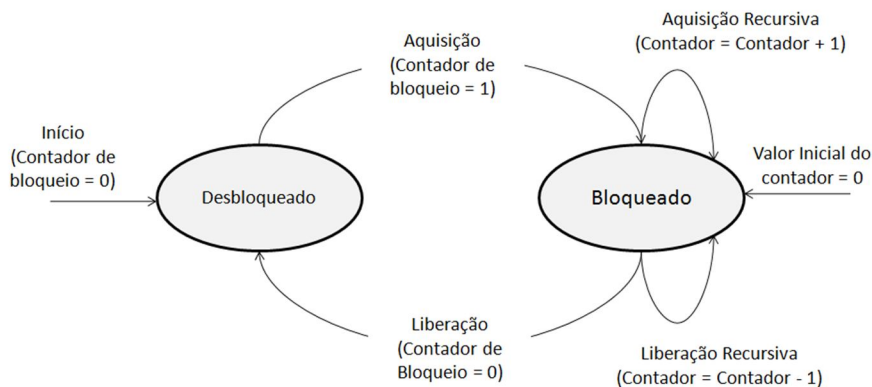 Aquisição
(Contador de
bloqueio = 1)
Aquisição Recursiva
(Contador = Contador + 1)
Início
(Contador de
bloqueio = 0)
Desbloqueado
Bloqueado
Valor Inicial do
contador = 0
Liberação
(Contador de
Bloqueio = 0)
Liberação Recursiva
(Contador = Contador - 1)